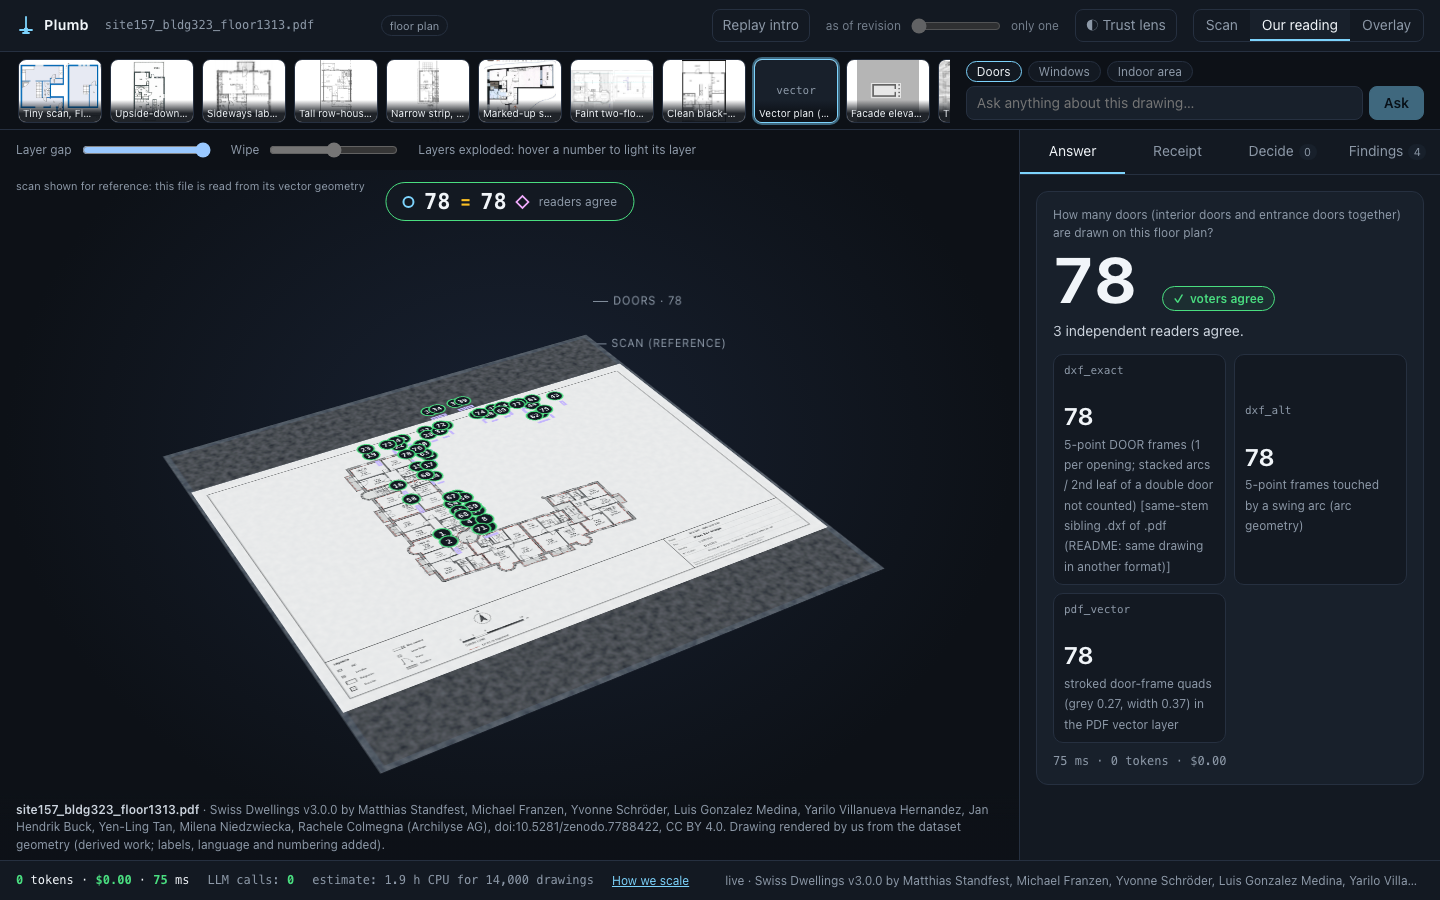 Plumb
site157_bldg323_floor1313.pdf
floor plan
Replay intro
as of revision
only one
Trust lens
Scan
Our reading
Overlay
Tiny scan, Fl...
Upside-down...
Sideways lab...
Tall row-hous...
Narrow strip, ...
Marked-up s...
Faint two-flo...
Clean black-...
vector
Vector plan (...
Facade eleva...
Doors
Windows
Indoor area
Ask anything about this drawing...
Ask
Layer gap
Wipe
Layers exploded: hover a number to light its layer
Answer
Receipt
Decide 0
Findings 4
scan shown for reference: this file is read from its vector geometry
78 = 78 readers agree
DOORS · 78
SCAN (REFERENCE)
How many doors (interior doors and entrance doors together)
are drawn on this floor plan?
78
✓ voters agree
3 independent readers agree.
dxf_exact
78
5-point DOOR frames (1
per opening; stacked arcs
/ 2nd leaf of a double door
not counted) [same-stem
sibling .dxf of .pdf
(README: same drawing
in another format)]
dxf_alt
78
5-point frames touched
by a swing arc (arc
geometry)
pdf_vector
78
stroked door-frame quads
(grey 0.27, width 0.37) in
the PDF vector layer
75 ms · 0 tokens · $0.00
site157_bldg323_floor1313.pdf · Swiss Dwellings v3.0.0 by Matthias Standfest, Michael Franzen, Yvonne Schröder, Luis Gonzalez Medina, Yarilo Villanueva Hernandez, Jan
Hendrik Buck, Yen-Ling Tan, Milena Niedzwiecka, Rachele Colmegna (Archilyse AG), doi:10.5281/zenodo.7788422, CC BY 4.0. Drawing rendered by us from the dataset
geometry (derived work; labels, language and numbering added).
0 tokens · $0.00 · 75 ms
LLM calls: 0
estimate: 1.9 h CPU for 14,000 drawings
How we scale
live · Swiss Dwellings v3.0.0 by Matthias Standfest, Michael Franzen, Yvonne Schröder, Luis Gonzalez Medina, Yarilo Villa...